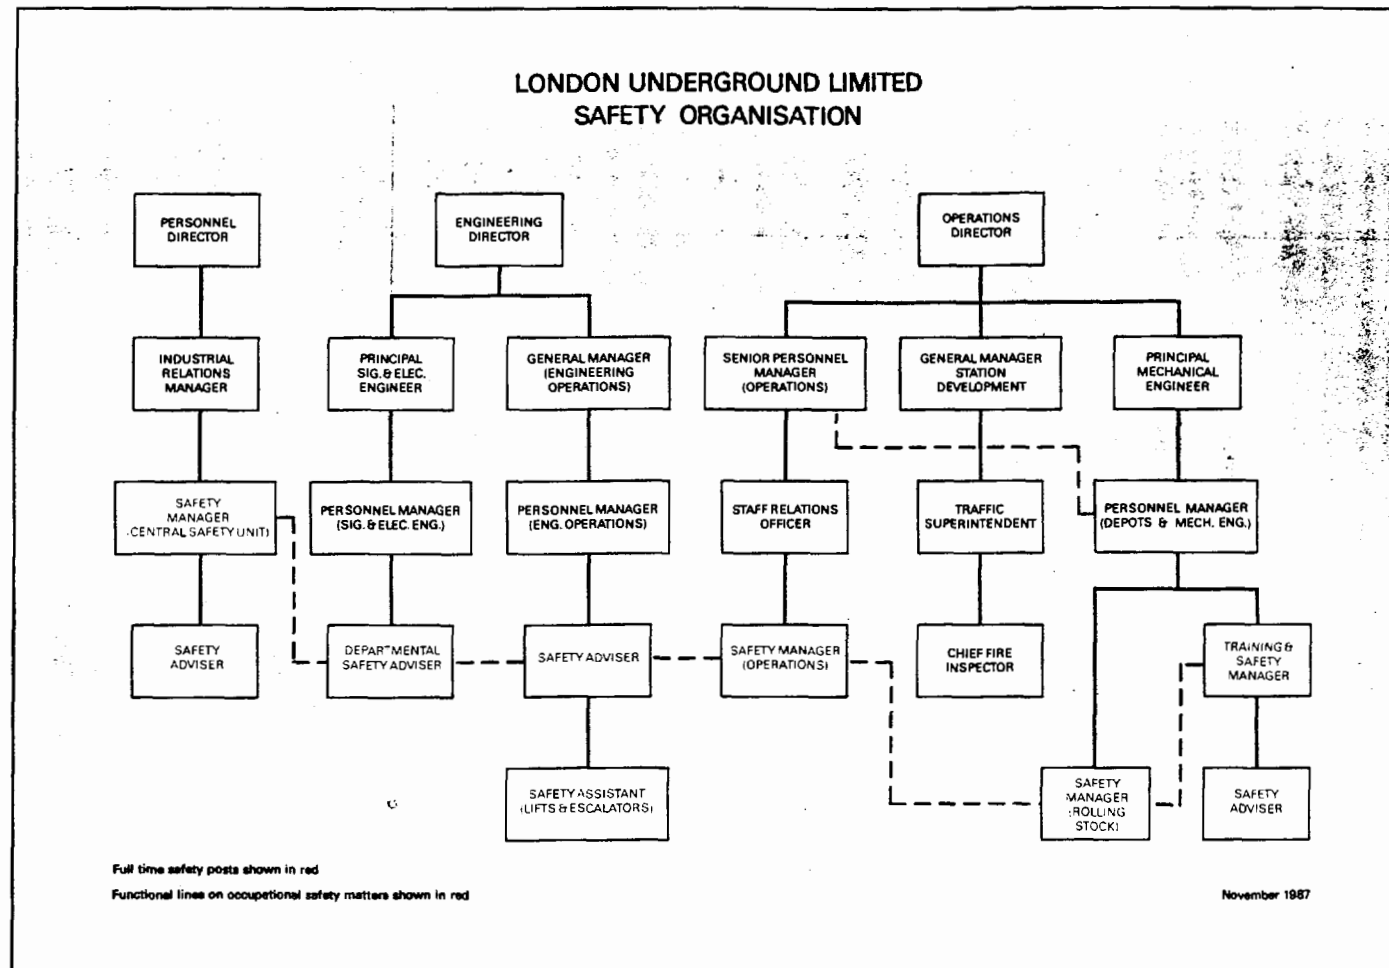 LONDON UNDERGROUND LIMITED
SAFETY ORGANISATION
PERSONNEL
DIRECTOR
ENGINEERING
DIRECTOR
OPERATIONS
DIRECTOR
INDUSTRIAL
RELATIONS
MANAGER
PRINCIPAL
SIG. & ELEC.
ENGINEER
GENERAL MANAGER
(ENGINEERING
OPERATIONS)
SENIOR PERSONNEL
MANAGER
(OPERATIONS)
GENERAL MANAGER
STATION
DEVELOPMENT
PRINCIPAL
MECHANICAL
ENGINEER
SAFETY
MANAGER
(CENTRAL SAFETY UNIT)
PERSONNEL MANAGER
(SIG. & ELEC. ENG.)
PERSONNEL MANAGER
(ENG. OPERATIONS)
STAFF RELATIONS
OFFICER
TRAFFIC
SUPERINTENDENT
PERSONNEL MANAGER
(DEPOTS & MECH. ENG.)
SAFETY
ADVISER
DEPARTMENTAL
SAFETY ADVISER
SAFETY ADVISER
SAFETY MANAGER
(OPERATIONS)
CHIEF FIRE
INSPECTOR
TRAINING &
SAFETY
MANAGER
SAFETY ASSISTANT
(LIFTS & ESCALATORS)
SAFETY
MANAGER
(ROLLING
STOCK)
SAFETY
ADVISER
Full time safety posts shown in red
Functional lines on occupational safety matters shown in red
November 1987